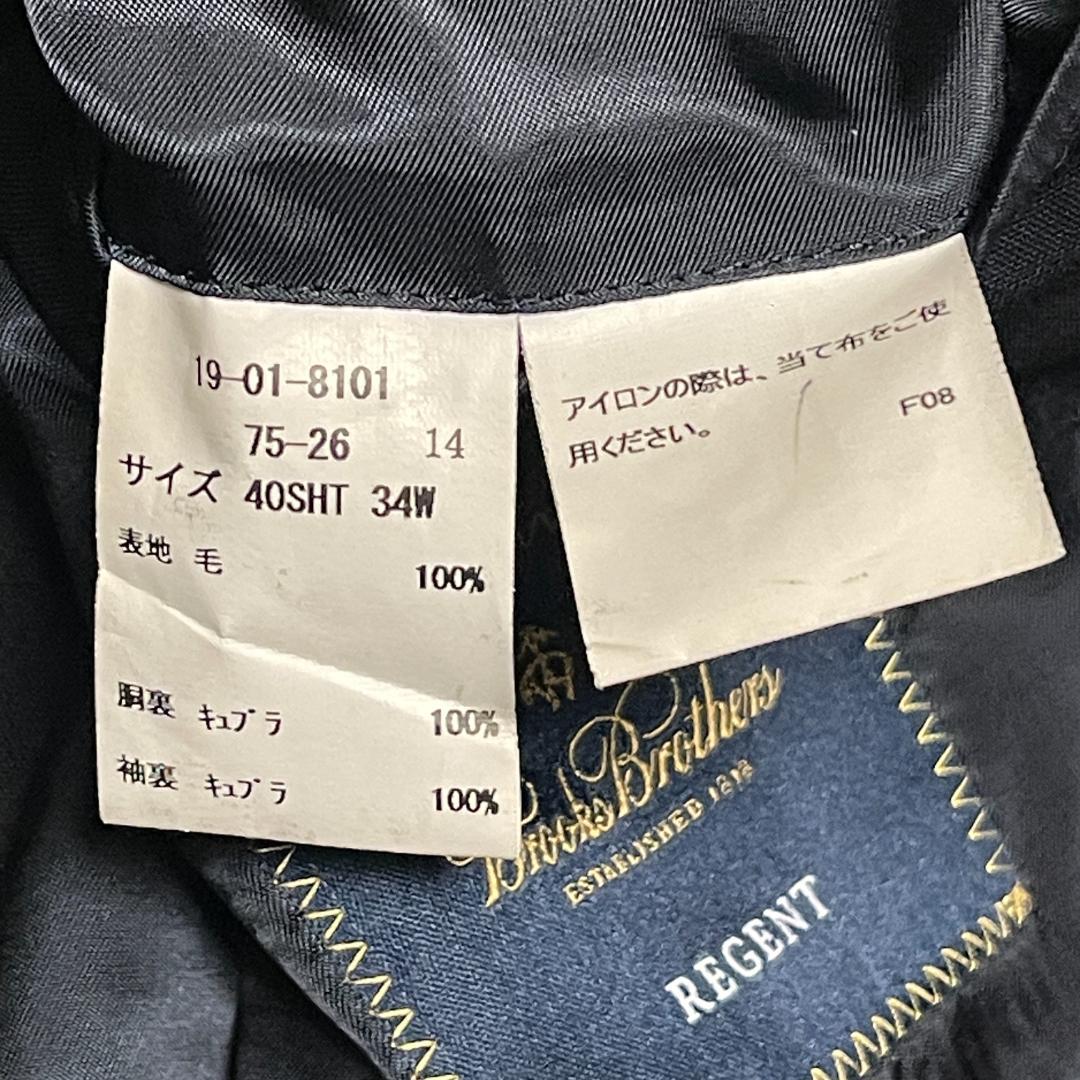 19-01-8101
75-26 14
サイズ 40SHT 34W
表地 毛 100%
胴裏 ｷｭﾌﾟﾗ 100%
袖裏 ｷｭﾌﾟﾗ 100%
アイロンの際は、当て布をご使
用ください。 F08
Brooks Brothers
ESTABLISHED 1818
REGENT